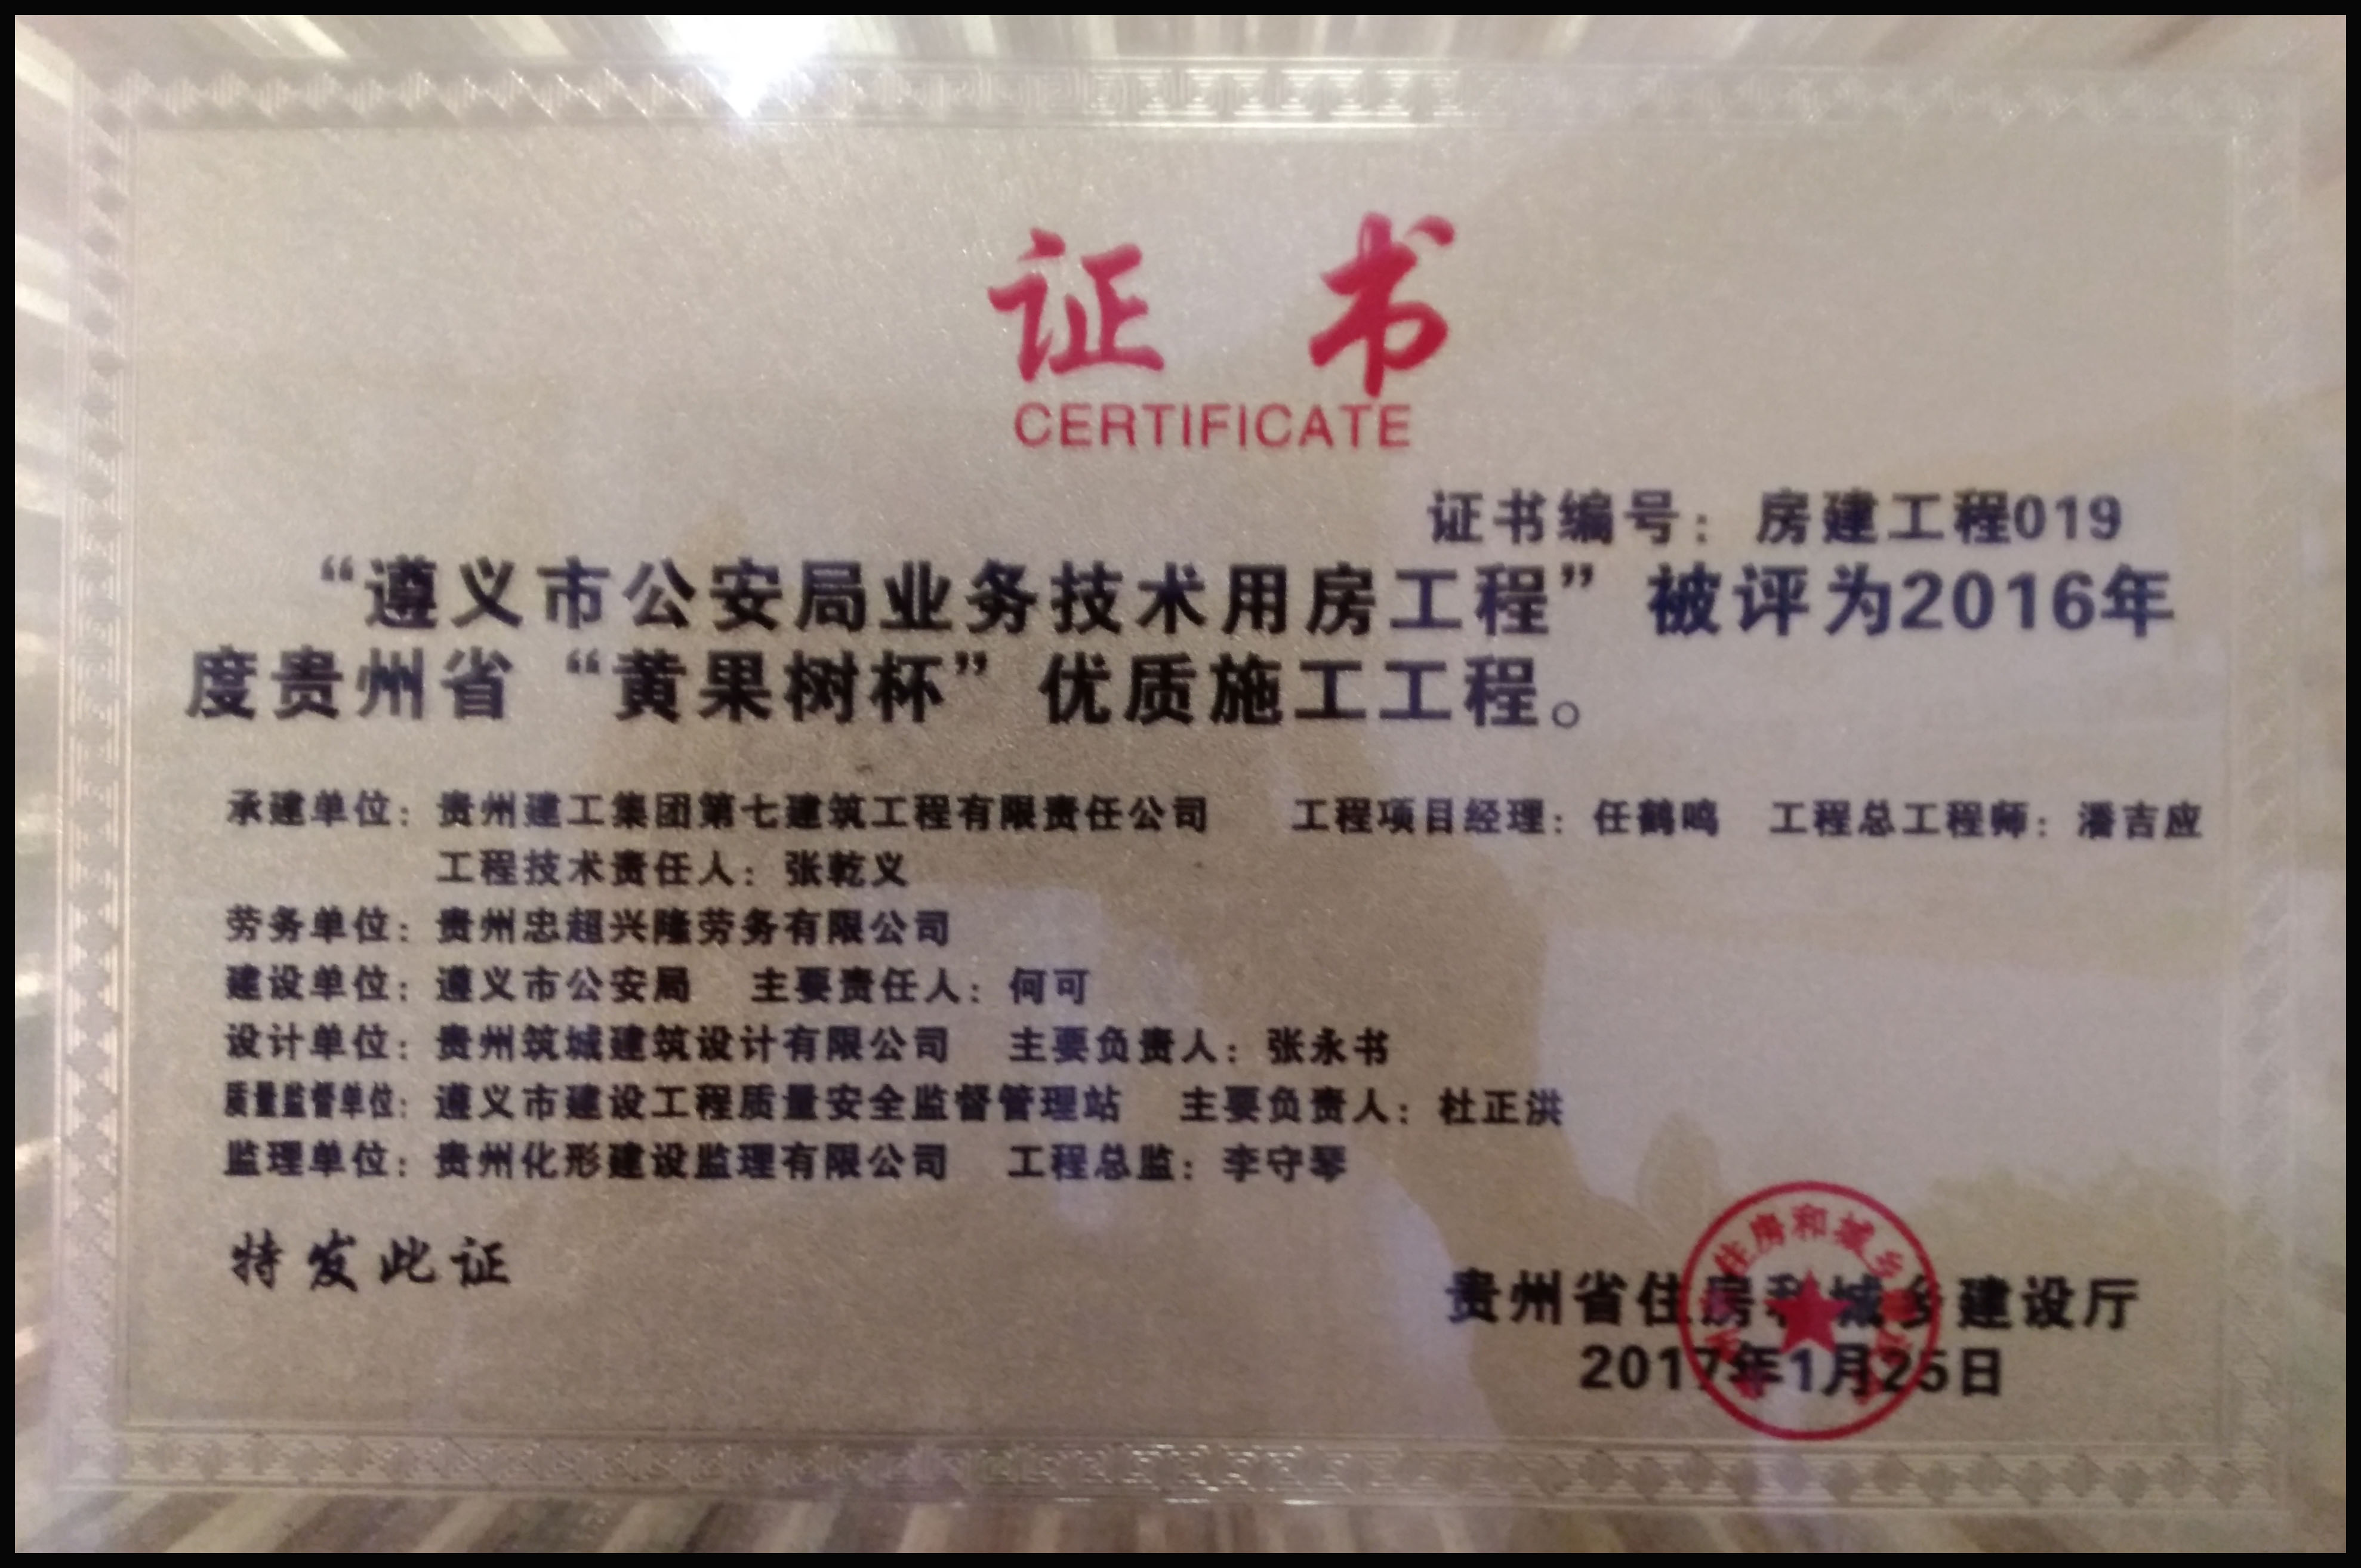 证 书
CERTIFICATE
证书编号：房建工程019
“遵义市公安局业务技术用房工程”被评为2016年
度贵州省“黄果树杯”优质施工工程。
承建单位：贵州建工集团第七建筑工程有限责任公司 工程项目经理：任鹤鸣 工程总工程师：潘吉应
工程技术责任人：张乾义
劳务单位：贵州忠超兴隆劳务有限公司
建设单位：遵义市公安局 主要责任人：何可
设计单位：贵州筑城建筑设计有限公司 主要负责人：张永书
质量监督单位：遵义市建设工程质量安全监督管理站 主要负责人：杜正洪
监理单位：贵州化形建设监理有限公司 工程总监：李守琴
特发此证
住房和城乡
贵州省住房和城乡建设厅
2017年1月25日